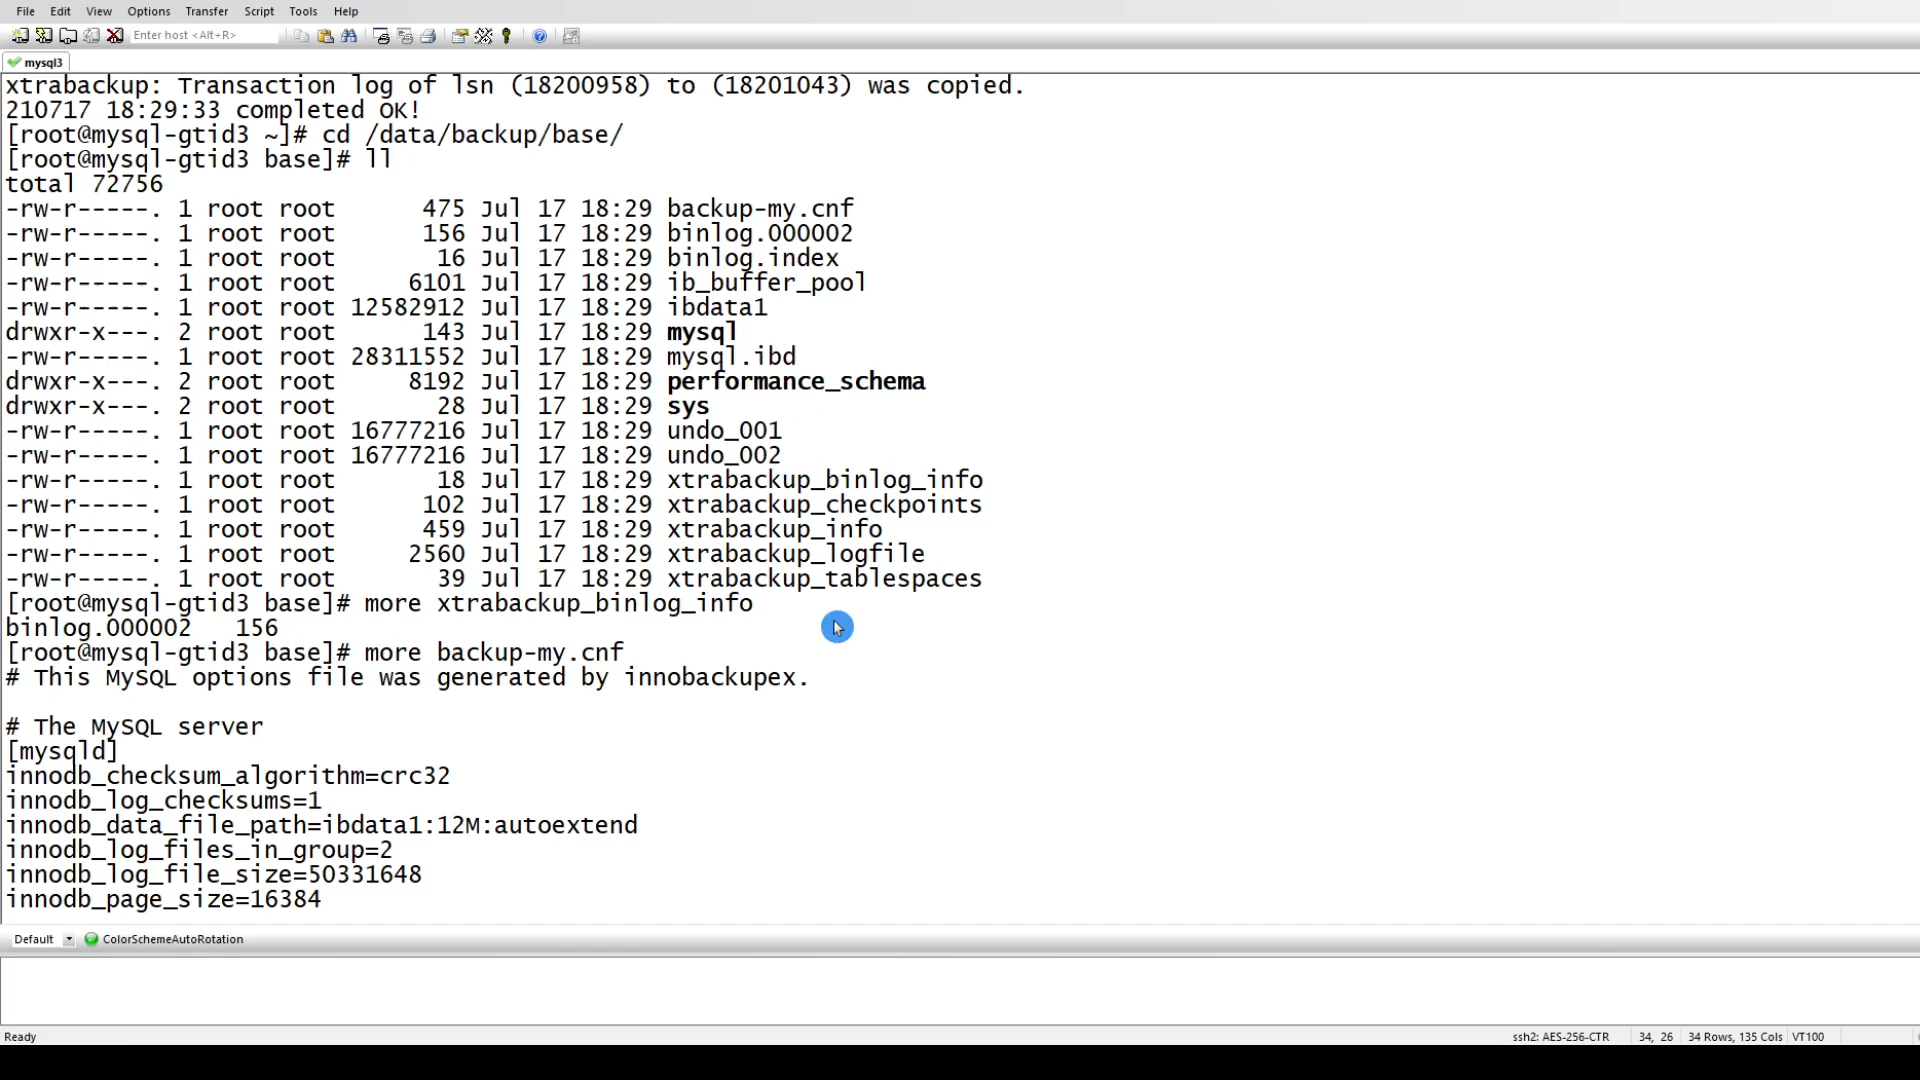 File Edit View Options Transfer Script Tools Help
Enter host <Alt+R>
mysql3
xtrabackup: Transaction log of lsn (18200958) to (18201043) was copied.
210717 18:29:33 completed OK!
[root@mysql-gtid3 ~]# cd /data/backup/base/
[root@mysql-gtid3 base]# ll
total 72756
-rw-r-----. 1 root root      475 Jul 17 18:29 backup-my.cnf
-rw-r-----. 1 root root      156 Jul 17 18:29 binlog.000002
-rw-r-----. 1 root root       16 Jul 17 18:29 binlog.index
-rw-r-----. 1 root root     6101 Jul 17 18:29 ib_buffer_pool
-rw-r-----. 1 root root 12582912 Jul 17 18:29 ibdata1
drwxr-x---. 2 root root      143 Jul 17 18:29 mysql
-rw-r-----. 1 root root 28311552 Jul 17 18:29 mysql.ibd
drwxr-x---. 2 root root     8192 Jul 17 18:29 performance_schema
drwxr-x---. 2 root root       28 Jul 17 18:29 sys
-rw-r-----. 1 root root 16777216 Jul 17 18:29 undo_001
-rw-r-----. 1 root root 16777216 Jul 17 18:29 undo_002
-rw-r-----. 1 root root       18 Jul 17 18:29 xtrabackup_binlog_info
-rw-r-----. 1 root root      102 Jul 17 18:29 xtrabackup_checkpoints
-rw-r-----. 1 root root      459 Jul 17 18:29 xtrabackup_info
-rw-r-----. 1 root root     2560 Jul 17 18:29 xtrabackup_logfile
-rw-r-----. 1 root root       39 Jul 17 18:29 xtrabackup_tablespaces
[root@mysql-gtid3 base]# more xtrabackup_binlog_info
binlog.000002   156
[root@mysql-gtid3 base]# more backup-my.cnf
# This MySQL options file was generated by innobackupex.
# The MySQL server
[mysqld]
innodb_checksum_algorithm=crc32
innodb_log_checksums=1
innodb_data_file_path=ibdata1:12M:autoextend
innodb_log_files_in_group=2
innodb_log_file_size=50331648
innodb_page_size=16384
Default ColorSchemeAutoRotation
Ready ssh2: AES-256-CTR 34, 26 34 Rows, 135 Cols VT100